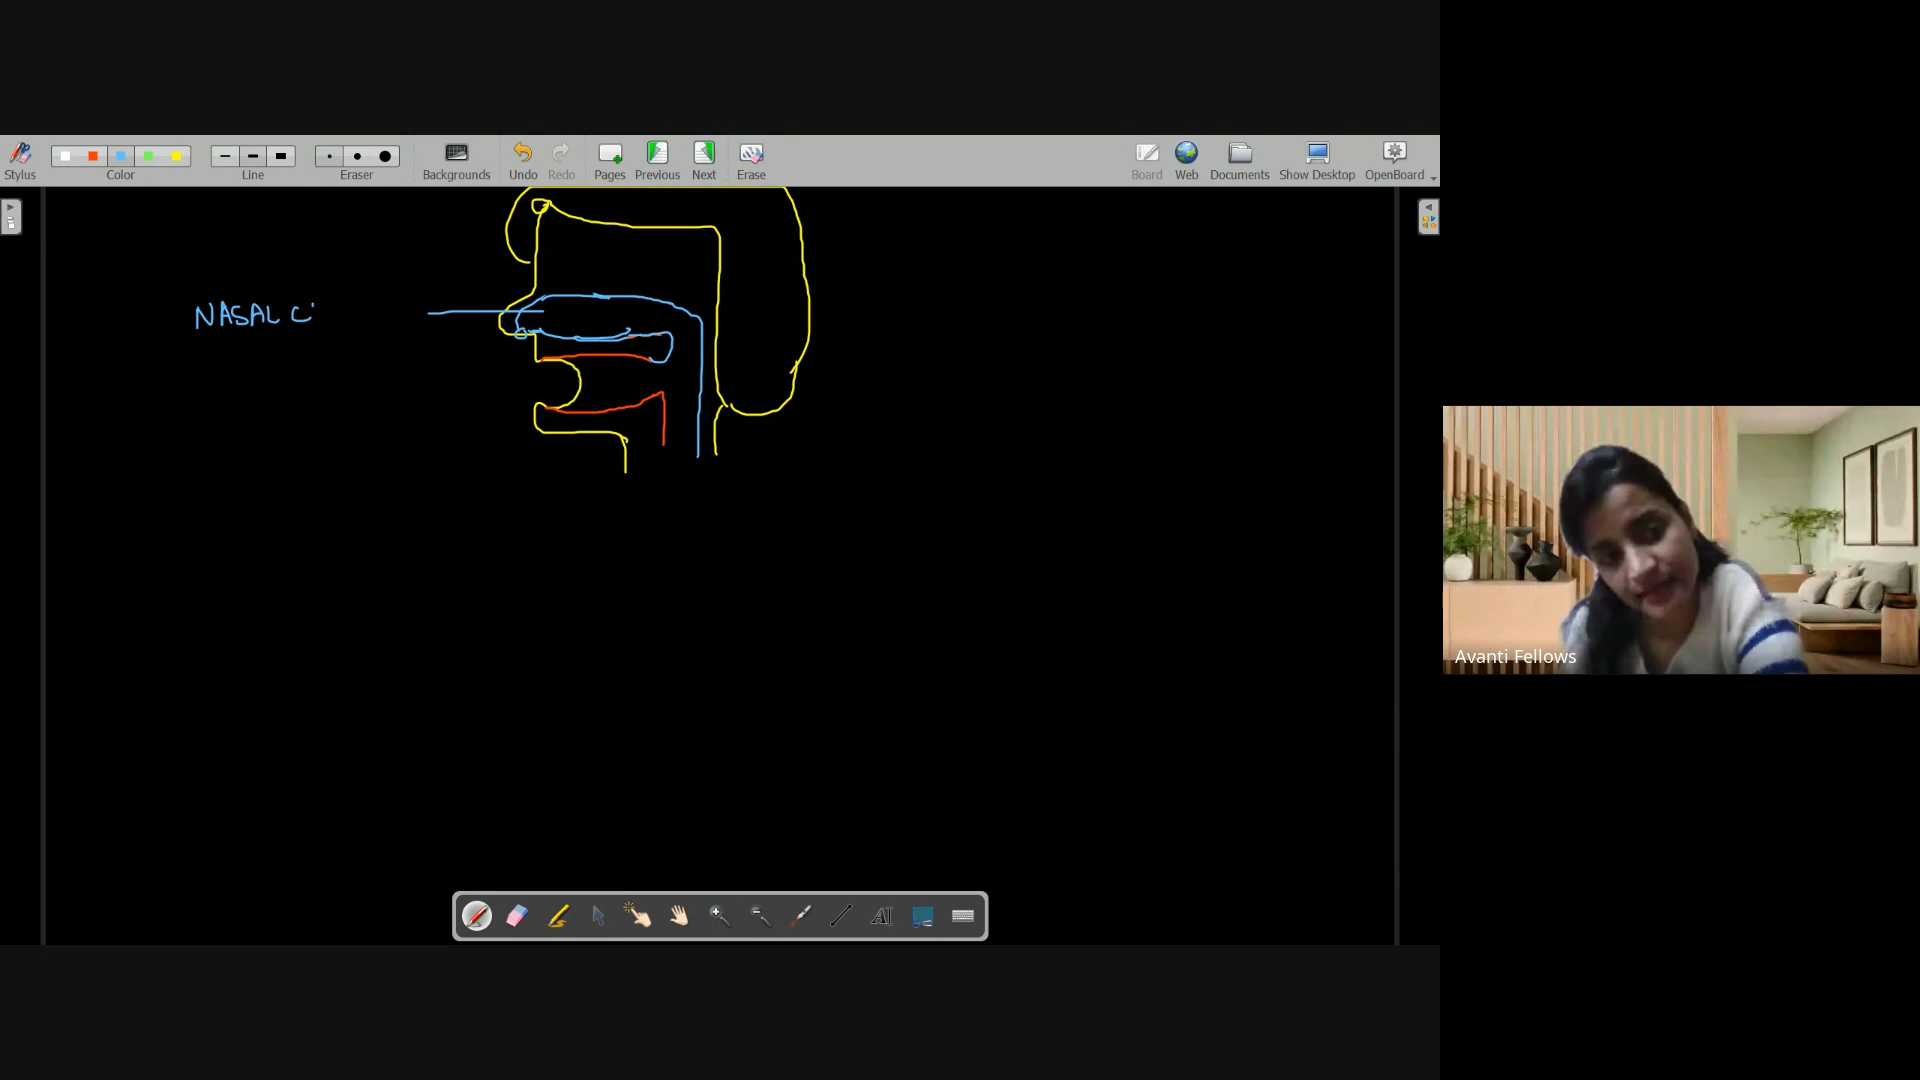 Stylus
Color
Line
Eraser
Backgrounds
Undo
Redo
Pages
Previous
Next
Erase
Board
Web
Documents
Show Desktop
OpenBoard
NASAL C
Avanti Fellows